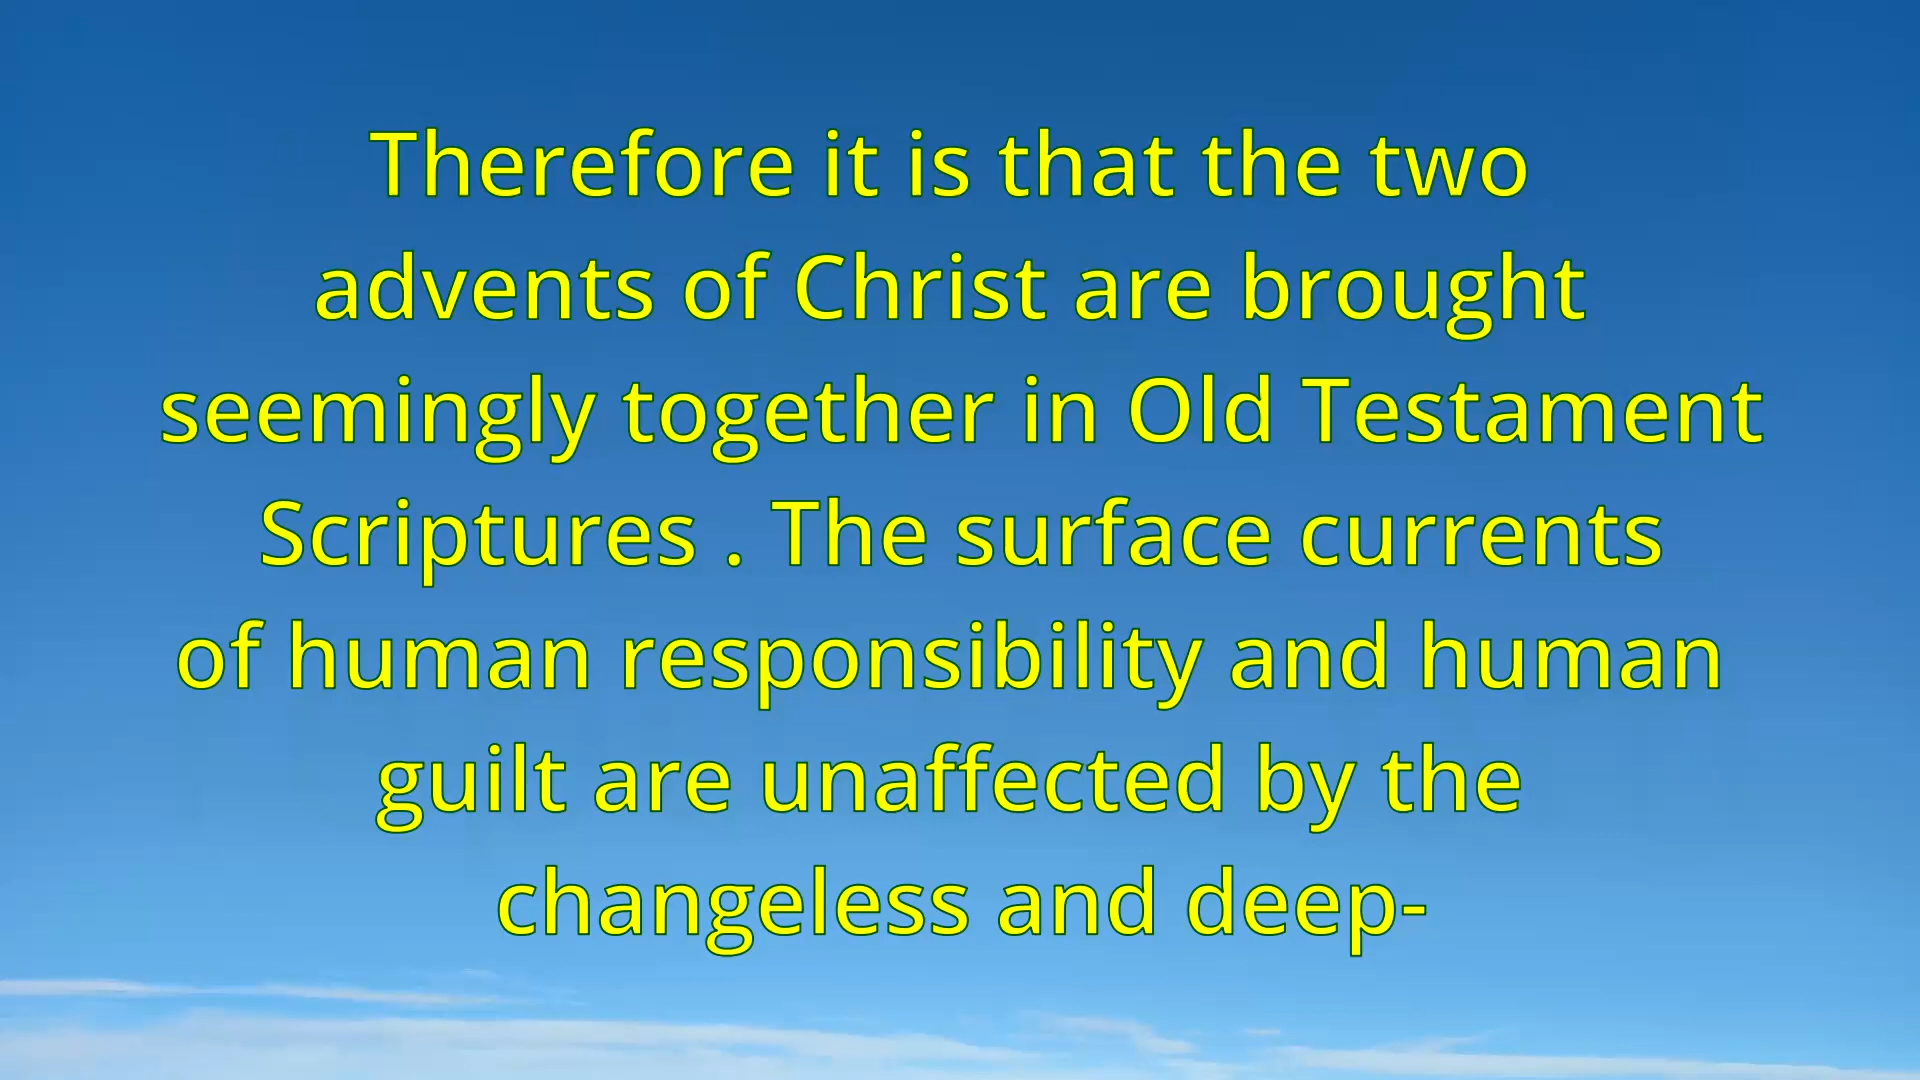 Therefore it is that the two
advents of Christ are brought
seemingly together in Old Testament
Scriptures . The surface currents
of human responsibility and human
guilt are unaffected by the
changeless and deep-